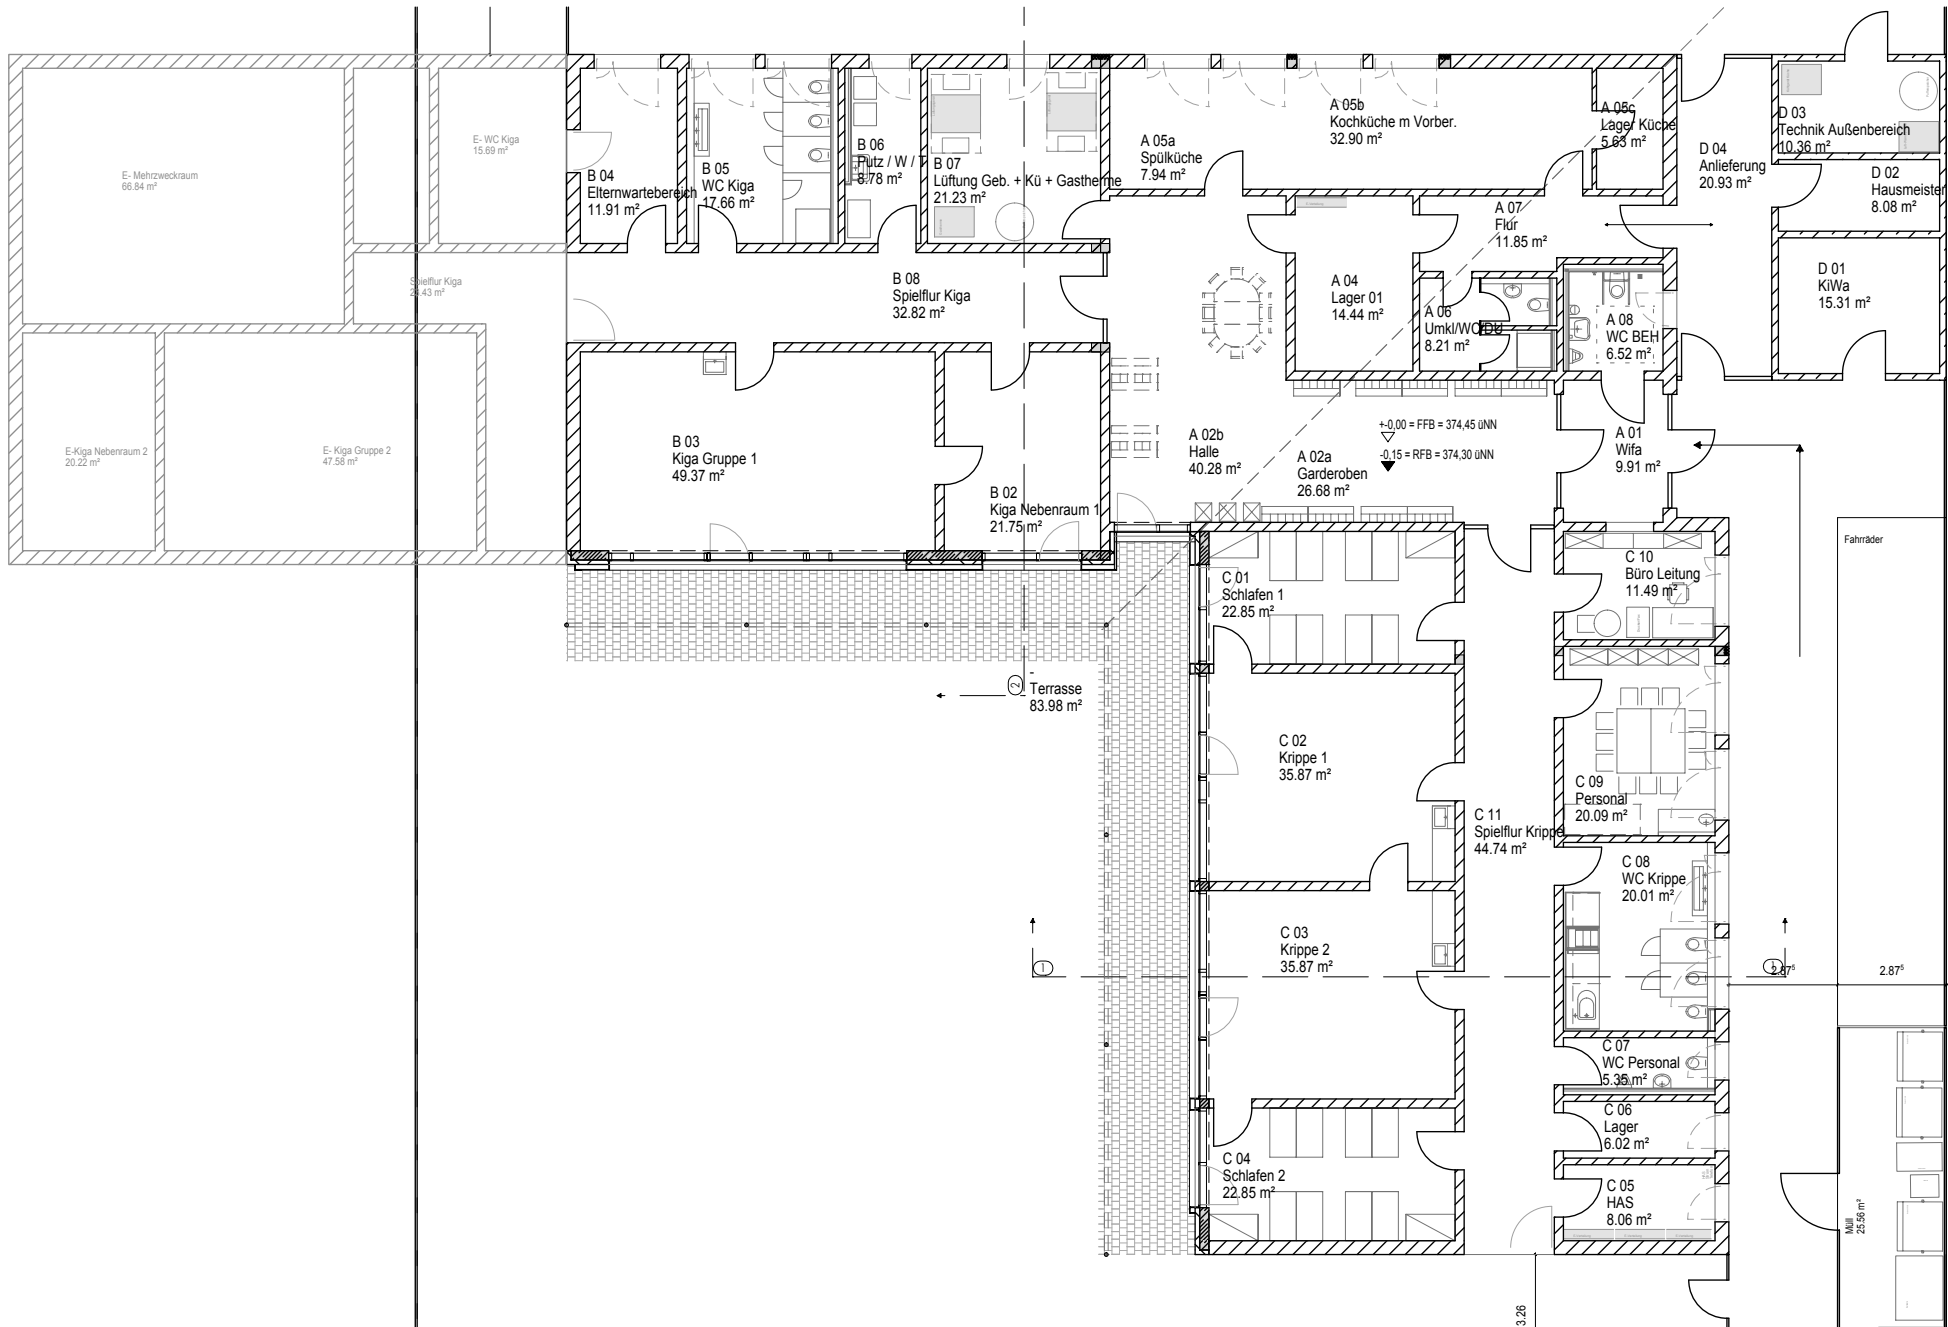 E- Mehrzweckraum
66.84 m²
E- WC Kiga
15.69 m²
B 04
Elternwartebereich
11.91 m²
B 05
WC Kiga
17.66 m²
B 06
Putz / W / T
8.78 m²
B 07
Lüftung Geb. + Kü + Gastherme
21.23 m²
A 05a
Spülküche
7.94 m²
A 05b
Kochküche m Vorber.
32.90 m²
A 05c
Lager Küche
5.63 m²
D 04
Anlieferung
20.93 m²
D 03
Technik Außenbereich
10.36 m²
D 02
Hausmeister
8.08 m²
D 01
KiWa
15.31 m²
Spielflur Kiga
B 08
Spielflur Kiga
32.82 m²
A 04
Lager 01
14.44 m²
A 07
Flur
11.85 m²
A 06
Umkl/WC/DU
8.21 m²
A 08
WC BEH
6.52 m²
E-Kiga Nebenraum 2
20.22 m²
E- Kiga Gruppe 2
47.58 m²
B 03
Kiga Gruppe 1
49.37 m²
B 02
Kiga Nebenraum 1
21.75 m²
A 02b
Halle
40.28 m²
A 02a
Garderoben
26.68 m²
+-0,00 = FFB = 374,45 üNN
-0,15 = RFB = 374,30 üNN
A 01
Wifa
9.91 m²
C 10
Büro Leitung
11.49 m²
Fahrräder
C 01
Schlafen 1
22.85 m²
2
-
Terrasse
83.98 m²
C 02
Krippe 1
35.87 m²
C 09
Personal
20.09 m²
C 11
Spielflur Krippe
44.74 m²
C 08
WC Krippe
20.01 m²
C 03
Krippe 2
35.87 m²
1
1
2.87⁵
2.87⁵
C 07
WC Personal
5.35 m²
C 06
Lager
6.02 m²
C 04
Schlafen 2
22.85 m²
C 05
HAS
8.06 m²
Müll
25.56 m²
3.26